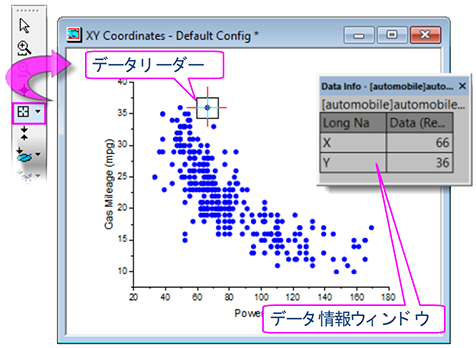 XY Coordinates - Default Config *
データリーダー
Data Info - [automobile]auto...
[automobile]automobile...
Long Na
Data (Re...
X
66
Y
36
40
35
30
25
20
15
10
Gas Mileage (mpg)
20
40
60
80
100
120
140
160
180
データ情報ウィンドウ